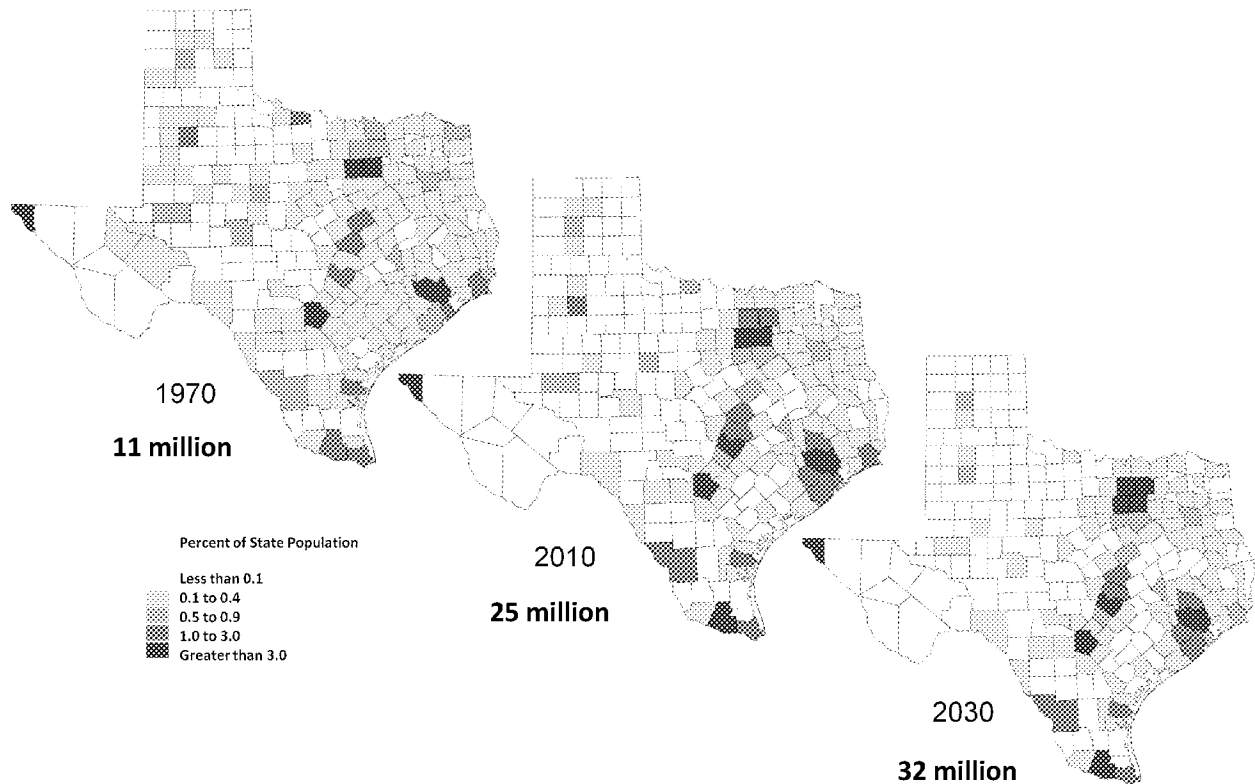 1970
11 million
Percent of State Population
Less than 0.1
0.1 to 0.4
0.5 to 0.9
1.0 to 3.0
Greater than 3.0
2010
25 million
2030
32 million